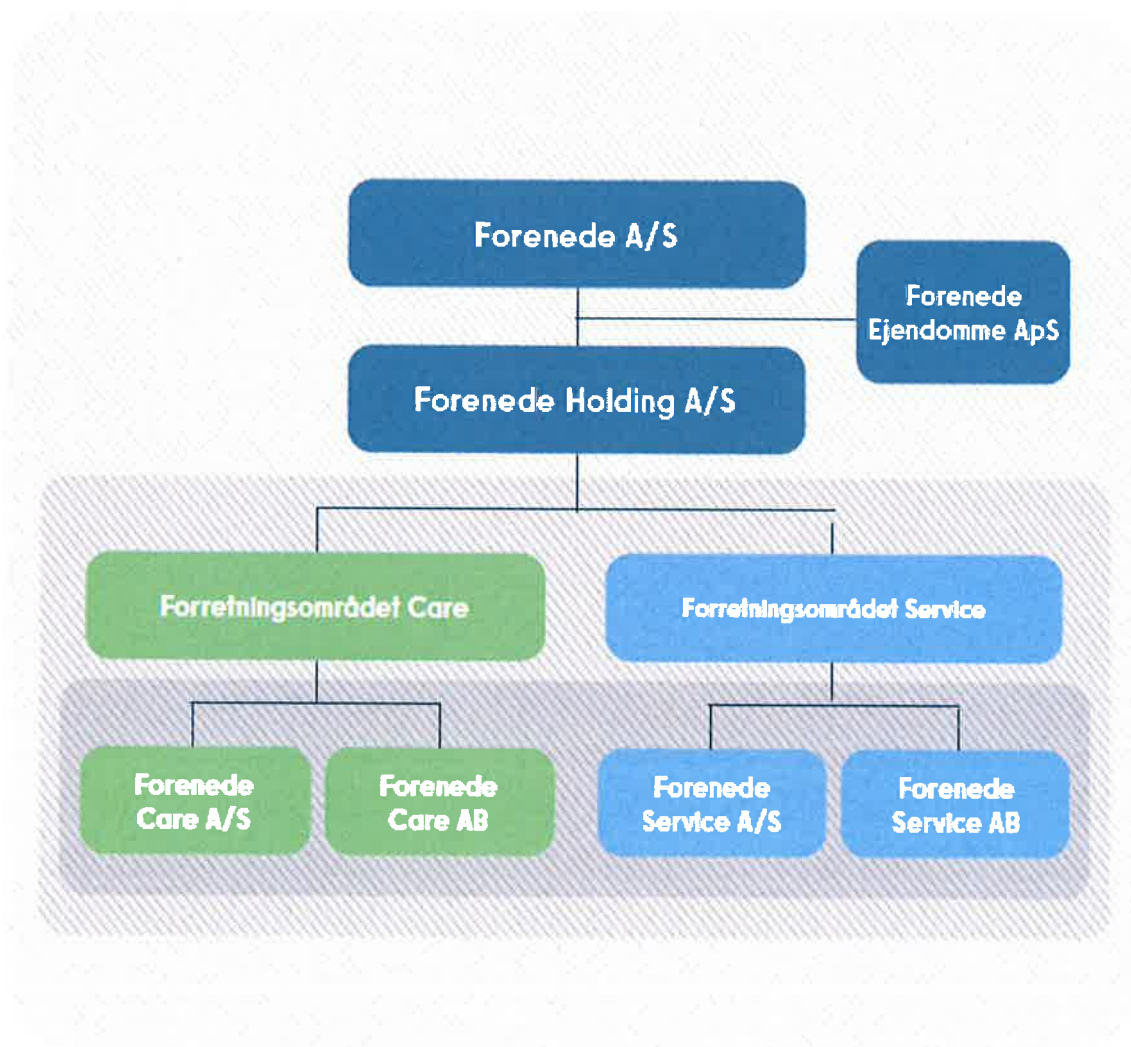 Forenede A/S
Forenede
Ejendomme ApS
Forenede Holding A/S
Forretningsområdet Care
Forretningsområdet Service
Forenede
Care A/S
Forenede
Care AB
Forenede
Service A/S
Forenede
Service AB